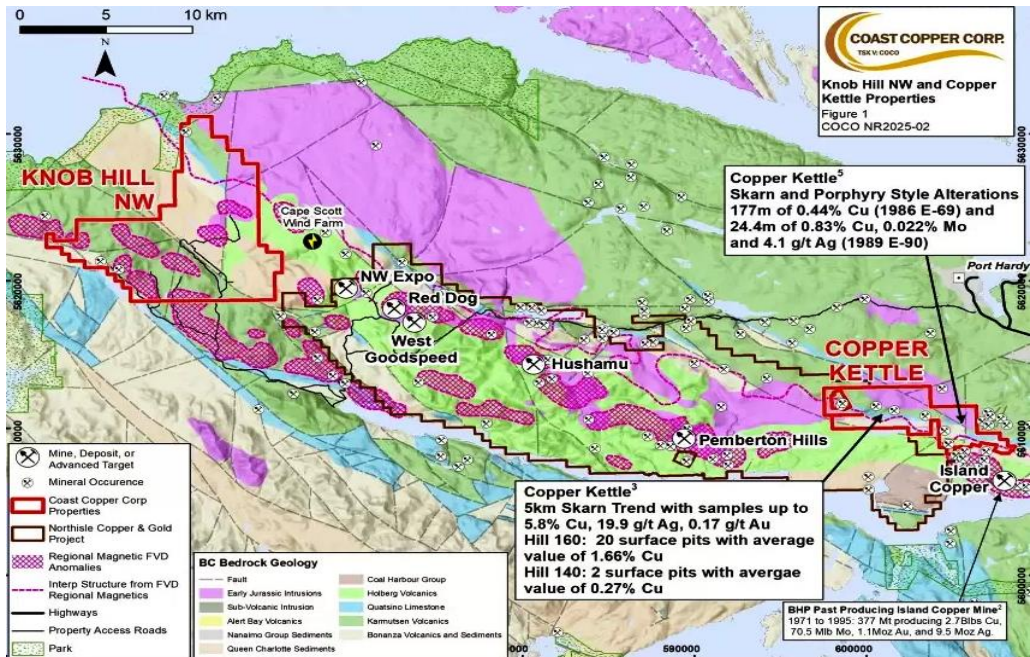 0 5 10 km
N
COAST COPPER CORP.
TSX.V: COCO
Knob Hill NW and Copper
Kettle Properties
Figure 1
COCO NR2025-02
5630000
5630000
KNOB HILL
NW
Cape Scott
Wind Farm
Copper Kettle⁵
Skarn and Porphyry Style Alterations
177m of 0.44% Cu (1986 E-69) and
24.4m of 0.83% Cu, 0.022% Mo
and 4.1 g/t Ag (1989 E-90)
Port Hardy
5620000
5620000
NW Expo
Red Dog
West
Goodspeed
Hushamu
COPPER
KETTLE
Pemberton Hills
Island
Copper
0000
5610000
Mine, Deposit, or
Advanced Target
Mineral Occurence
Coast Copper Corp
Properties
Northisle Copper & Gold
Project
Regional Magnetic FVD
Anomalies
Interp Structure from FVD
Regional Magnetics
Highways
Property Access Roads
Park
BC Bedrock Geology
Fault
Early Jurassic Intrusions
Sub-Volcanic Intrusion
Alert Bay Volcanics
Nanaimo Group Sediments
Queen Charlotte Sediments
Coal Harbour Group
Holberg Volcanics
Quatsino Limestone
Karmutsen Volcanics
Bonanza Volcanics and Sediments
Copper Kettle³
5km Skarn Trend with samples up to
5.8% Cu, 19.9 g/t Ag, 0.17 g/t Au
Hill 160: 20 surface pits with average
value of 1.66% Cu
Hill 140: 2 surface pits with avergae
value of 0.27% Cu
BHP Past Producing Island Copper Mine²
1971 to 1995: 377 Mt producing 2.7Blbs Cu,
70.5 Mlb Mo, 1.1Moz Au, and 9.5 Moz Ag.
5600000
580000
590000
600000